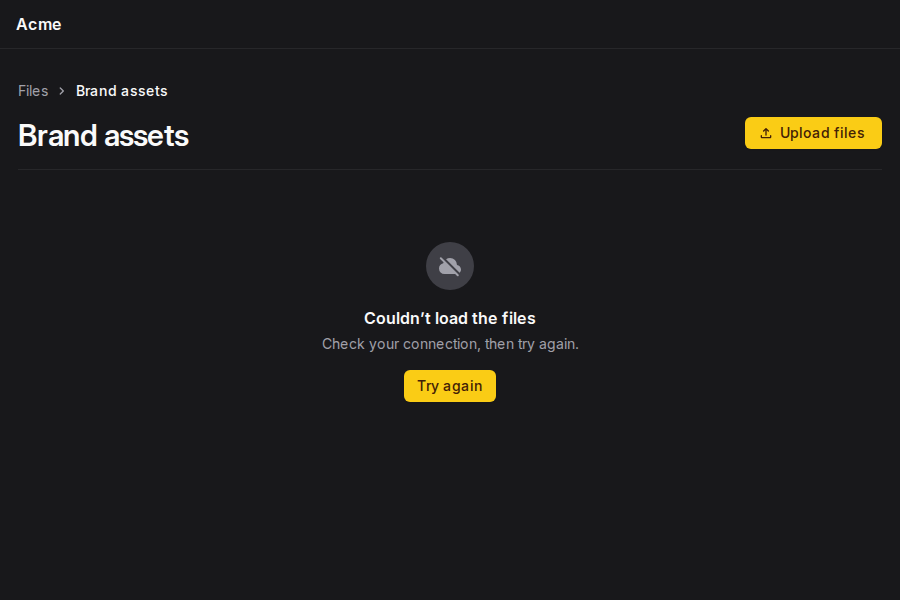 Acme
Files > Brand assets
Brand assets
Upload files
Couldn’t load the files
Check your connection, then try again.
Try again